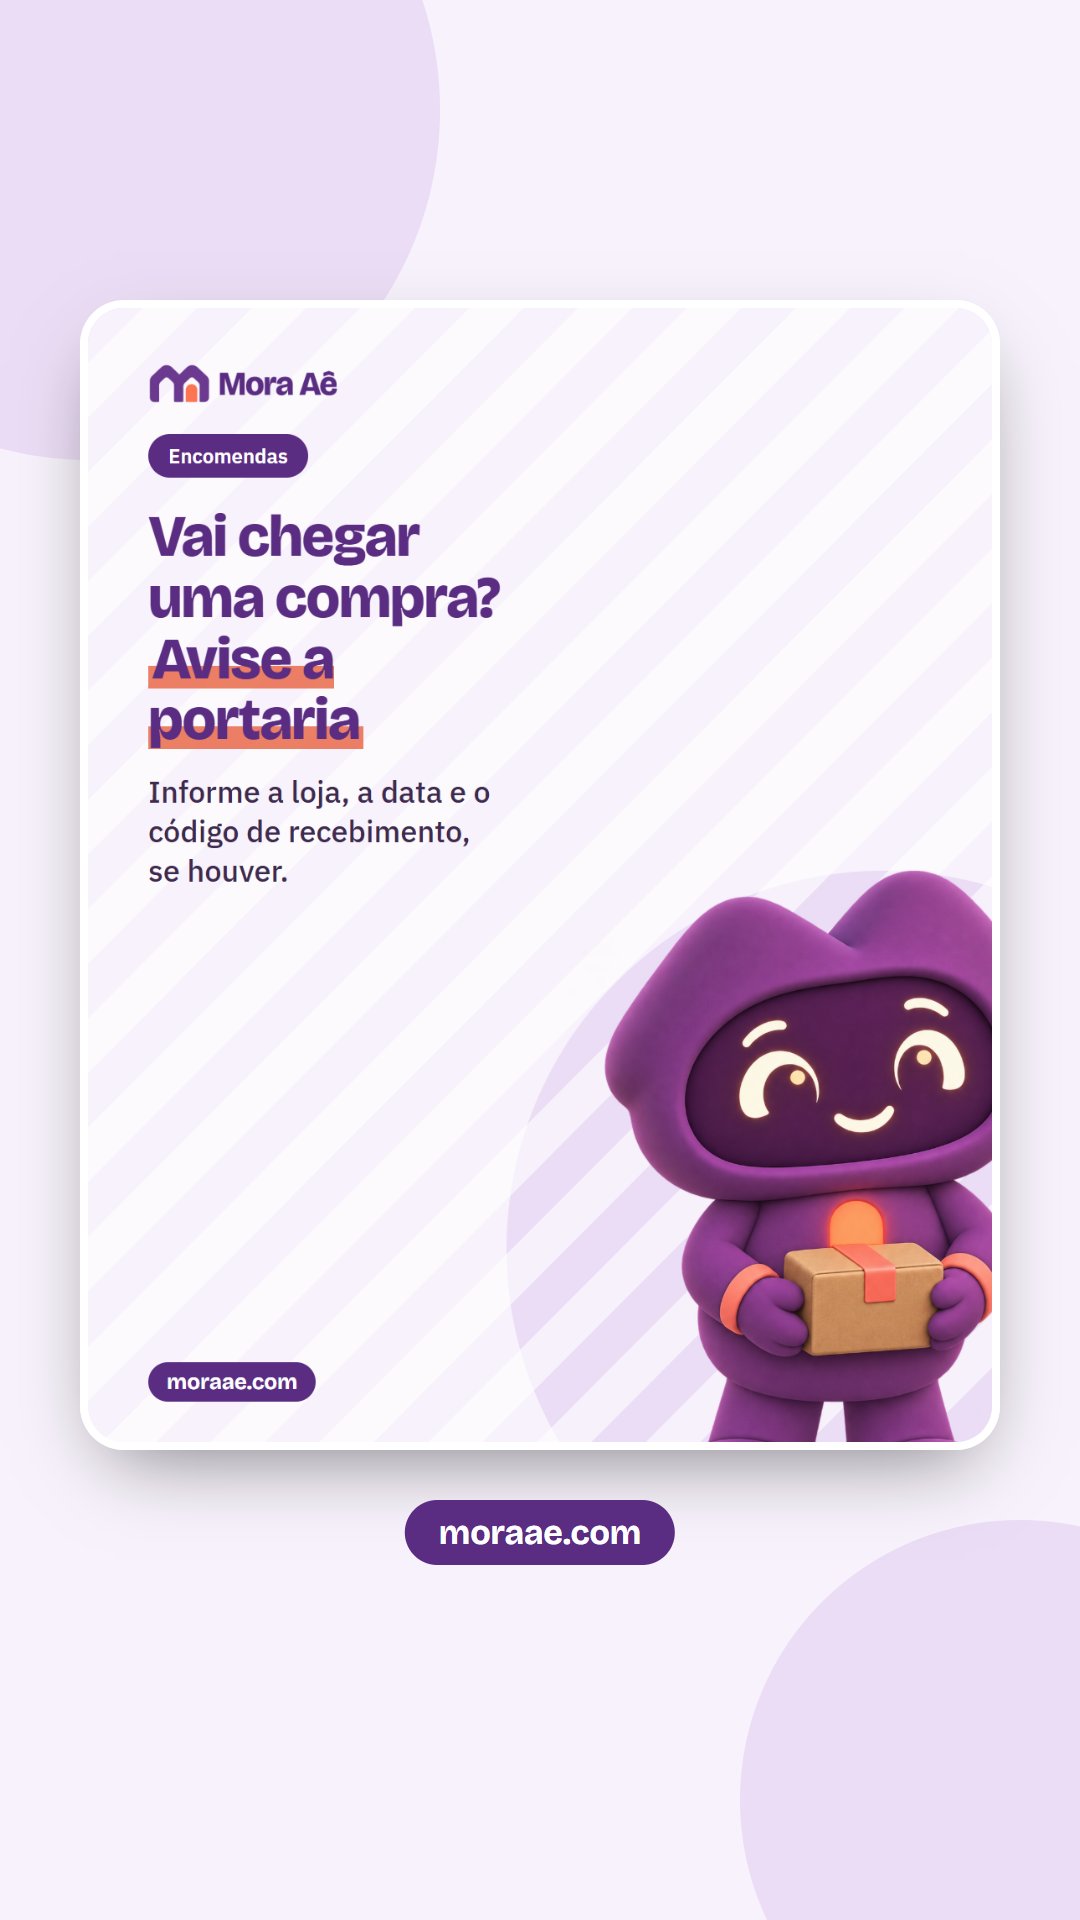 Mora Aê
Encomendas
Vai chegar
uma compra?
Avise a
portaria
Informe a loja, a data e o
código de recebimento,
se houver.
moraae.com
moraae.com